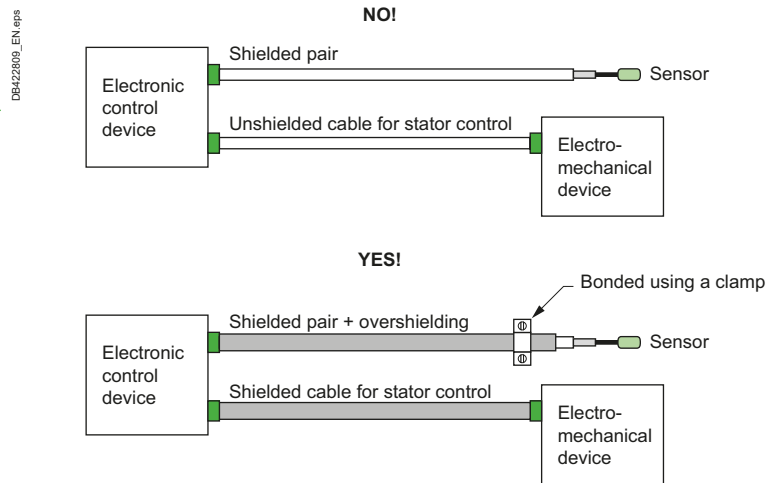 DB422809_EN.eps
NO!
Shielded pair
Sensor
Electronic
control
device
Unshielded cable for stator control
Electro-
mechanical
device
YES!
Bonded using a clamp
Shielded pair + overshielding
Sensor
Electronic
control
device
Shielded cable for stator control
Electro-
mechanical
device